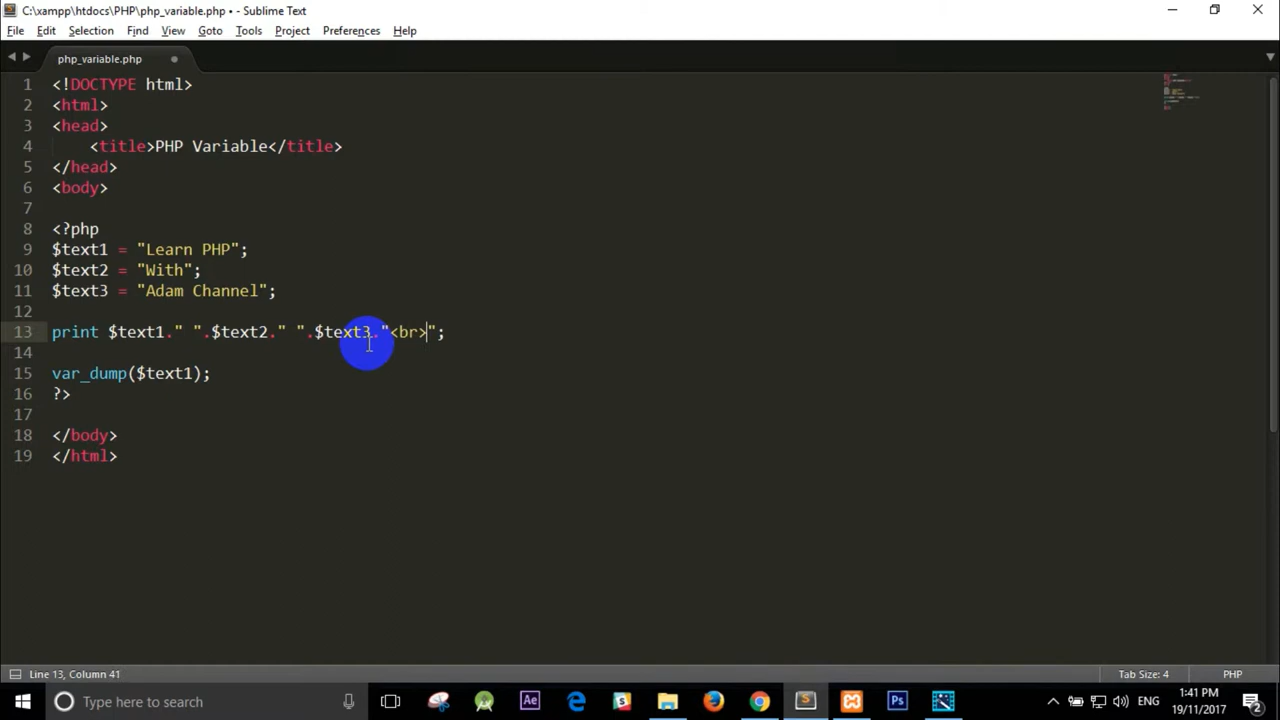 C:\xampp\htdocs\PHP\php_variable.php • - Sublime Text
File Edit Selection Find View Goto Tools Project Preferences Help
php_variable.php
1 <!DOCTYPE html>
2 <html>
3 <head>
4 <title>PHP Variable</title>
5 </head>
6 <body>
7
8 <?php
9 $text1 = "Learn PHP";
10 $text2 = "With";
11 $text3 = "Adam Channel";
12
13 print $text1." ".$text2." ".$text3."<br>";
14
15 var_dump($text1);
16 ?>
17
18 </body>
19 </html>
Line 13, Column 41 Tab Size: 4 PHP
Type here to search Ae Ps ENG 1:41 PM
19/11/2017 2